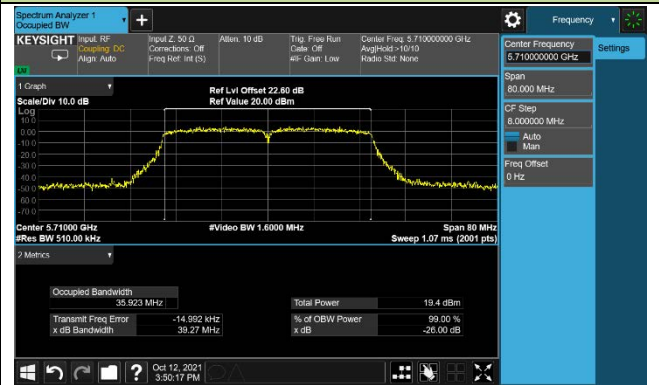 Spectrum Analyzer 1
Occupied BW
Frequency
KEYSIGHT Input: RF Input Z: 50 Ω Atten: 10 dB Trig: Free Run Center Freq: 5.710000000 GHz
Coupling: DC Corrections: Off Gate: Off Avg|Hold:>10/10
Align: Auto Freq Ref: Int (S) #IF Gain: Low Radio Std: None
Center Frequency
5.710000000 GHz
Settings
Span
80.000 MHz
CF Step
8.000000 MHz
Auto
Man
Freq Offset
0 Hz
1 Graph
Ref Lvl Offset 22.60 dB
Scale/Div 10.0 dB Ref Value 20.00 dBm
Log
10.0
0.00
-10.0
-20.0
-30.0
-40.0
-50.0
-60.0
-70.0
Center 5.71000 GHz #Video BW 1.6000 MHz Span 80 MHz
#Res BW 510.00 kHz Sweep 1.07 ms (2001 pts)
2 Metrics
Occupied Bandwidth
35.923 MHz Total Power 19.4 dBm
Transmit Freq Error -14.992 kHz % of OBW Power 99.00 %
x dB Bandwidth 39.27 MHz x dB -26.00 dB
? Oct 12, 2021
3:50:17 PM